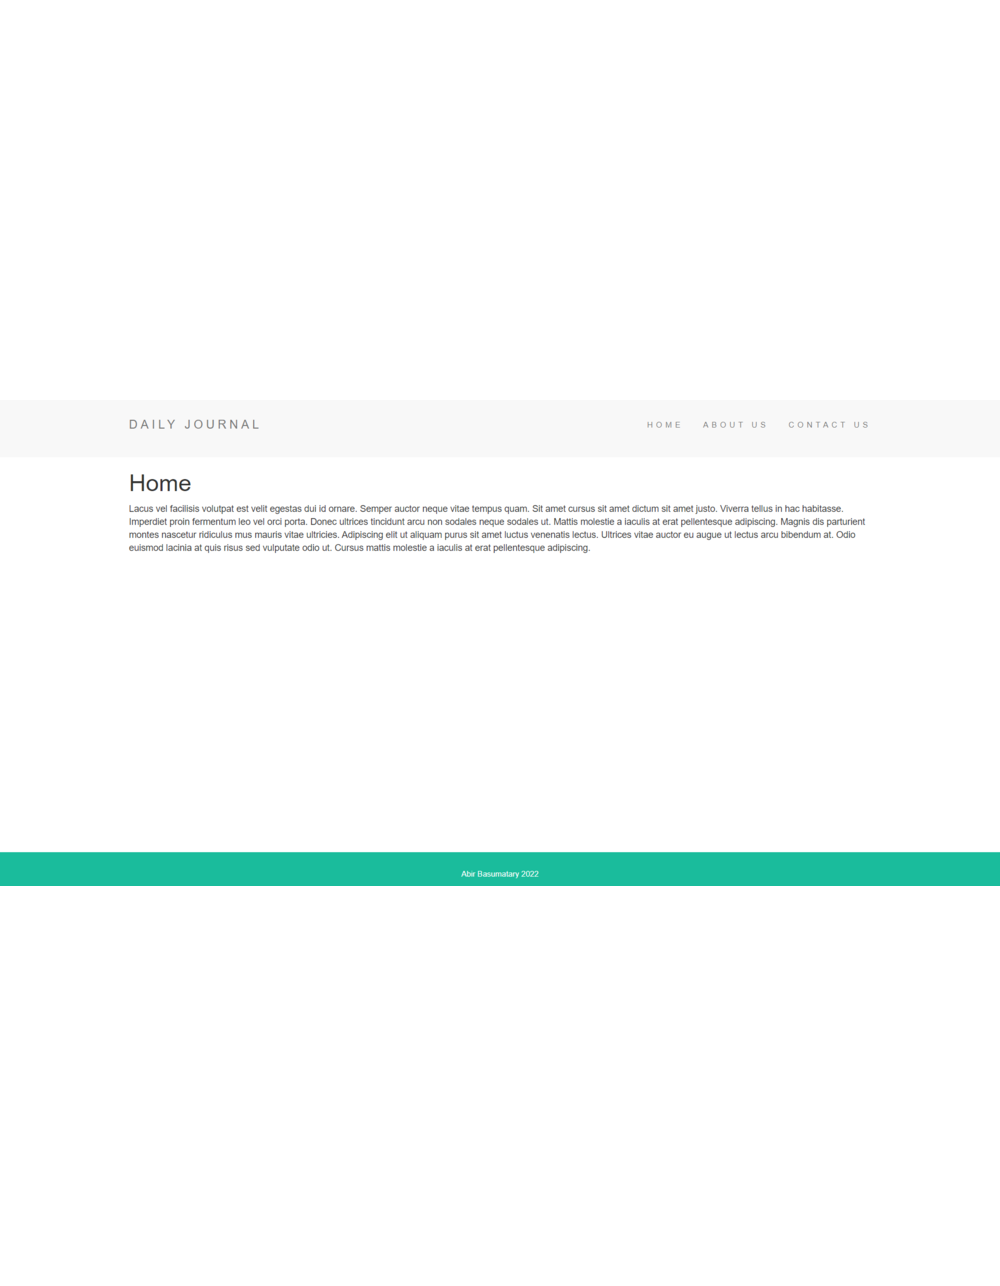 DAILY JOURNAL
HOME ABOUT US CONTACT US
Home
Lacus vel facilisis volutpat est velit egestas dui id ornare. Semper auctor neque vitae tempus quam. Sit amet cursus sit amet dictum sit amet justo. Viverra tellus in hac habitasse.
Imperdiet proin fermentum leo vel orci porta. Donec ultrices tincidunt arcu non sodales neque sodales ut. Mattis molestie a iaculis at erat pellentesque adipiscing. Magnis dis parturient
montes nascetur ridiculus mus mauris vitae ultricies. Adipiscing elit ut aliquam purus sit amet luctus venenatis lectus. Ultrices vitae auctor eu augue ut lectus arcu bibendum at. Odio
euismod lacinia at quis risus sed vulputate odio ut. Cursus mattis molestie a iaculis at erat pellentesque adipiscing.
Abir Basumatary 2022